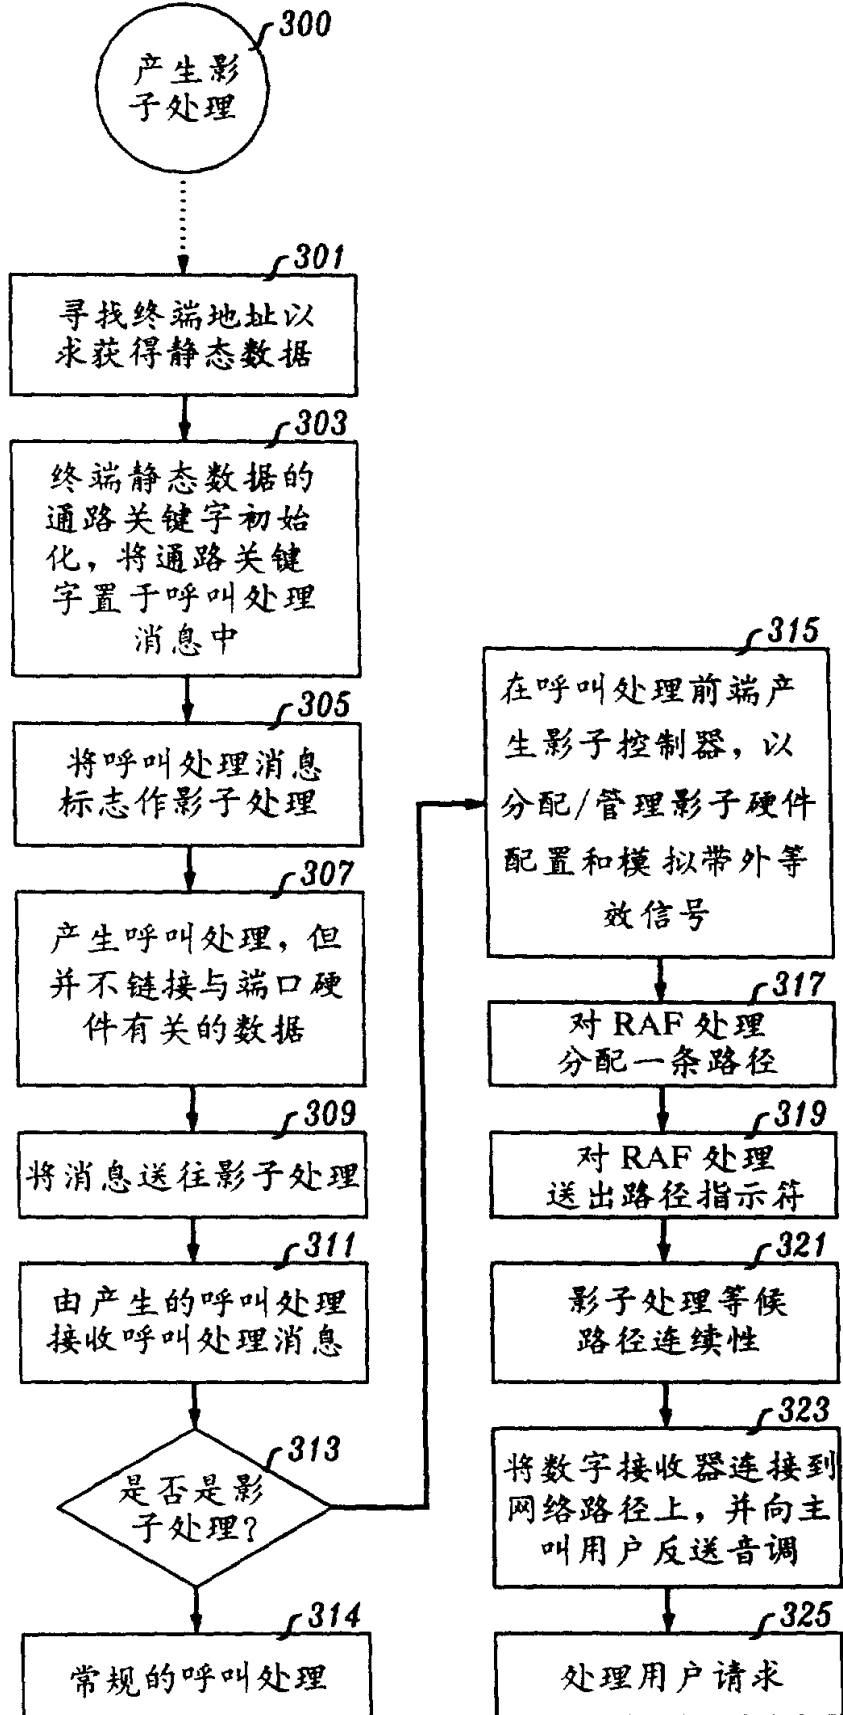 300
产生影
子处理
301
寻找终端地址以
求获得静态数据
303
终端静态数据的
通路关键字初始
化，将通路关键
字置于呼叫处理
消息中
305
将呼叫处理消息
标志作影子处理
307
产生呼叫处理，但
并不链接与端口硬
件有关的数据
309
将消息送往影子处理
311
由产生的呼叫处理
接收呼叫处理消息
313
是否是影
子处理？
314
常规的呼叫处理
315
在呼叫处理前端产
生影子控制器，以
分配/管理影子硬件
配置和模拟带外等
效信号
317
对 RAF 处理
分配一条路径
319
对 RAF 处理
送出路径指示符
321
影子处理等候
路径连续性
323
将数字接收器连接到
网络路径上，并向主
叫用户反送音调
325
处理用户请求